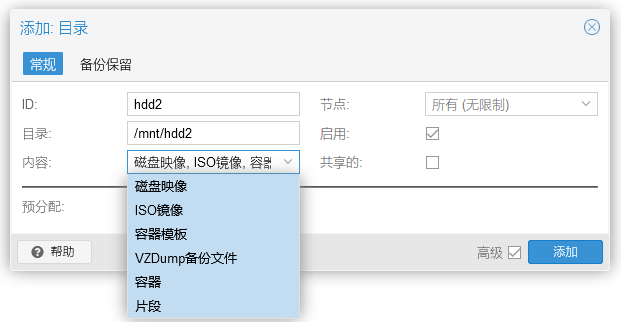 添加: 目录
常规 备份保留
ID: hdd2 节点: 所有 (无限制)
目录: /mnt/hdd2 启用:
内容: 磁盘映像, ISO镜像, 容器 共享的:
磁盘映像
ISO镜像
预分配:
容器模板
VZDump备份文件
容器
片段
帮助 高级 添加